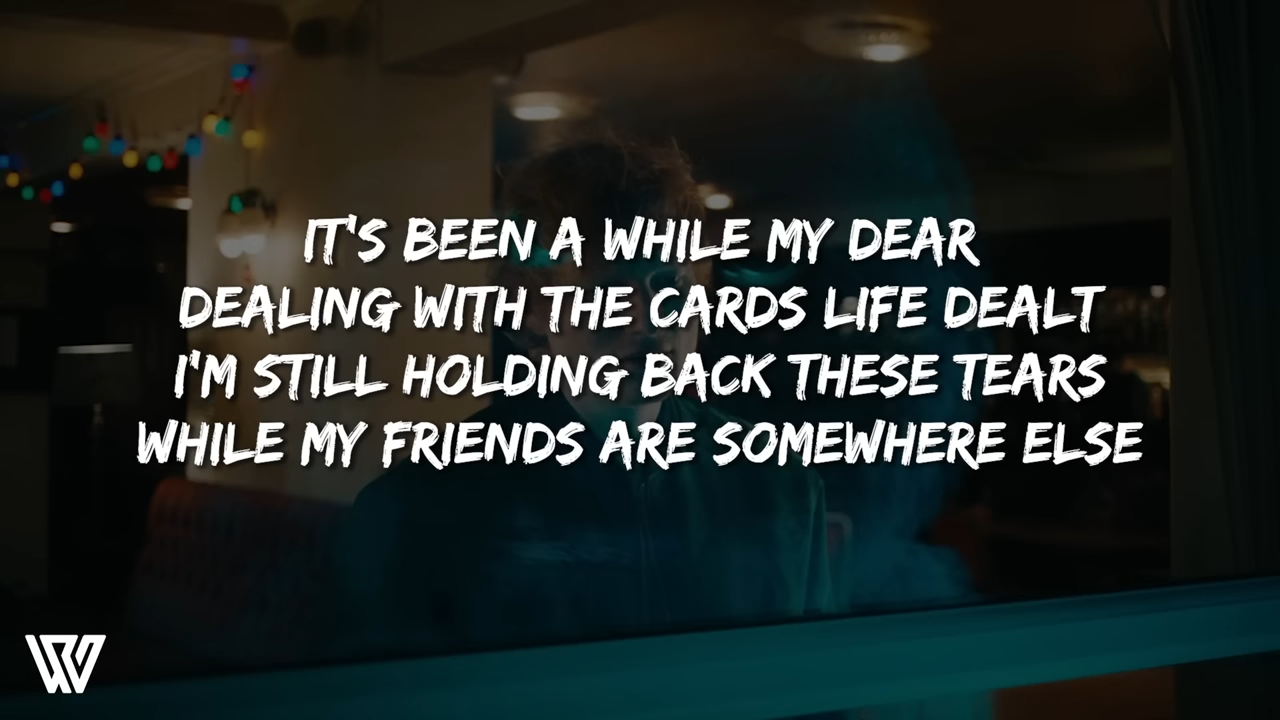 IT'S BEEN A WHILE MY DEAR
DEALING WITH THE CARDS LIFE DEALT
I'M STILL HOLDING BACK THESE TEARS
WHILE MY FRIENDS ARE SOMEWHERE ELSE